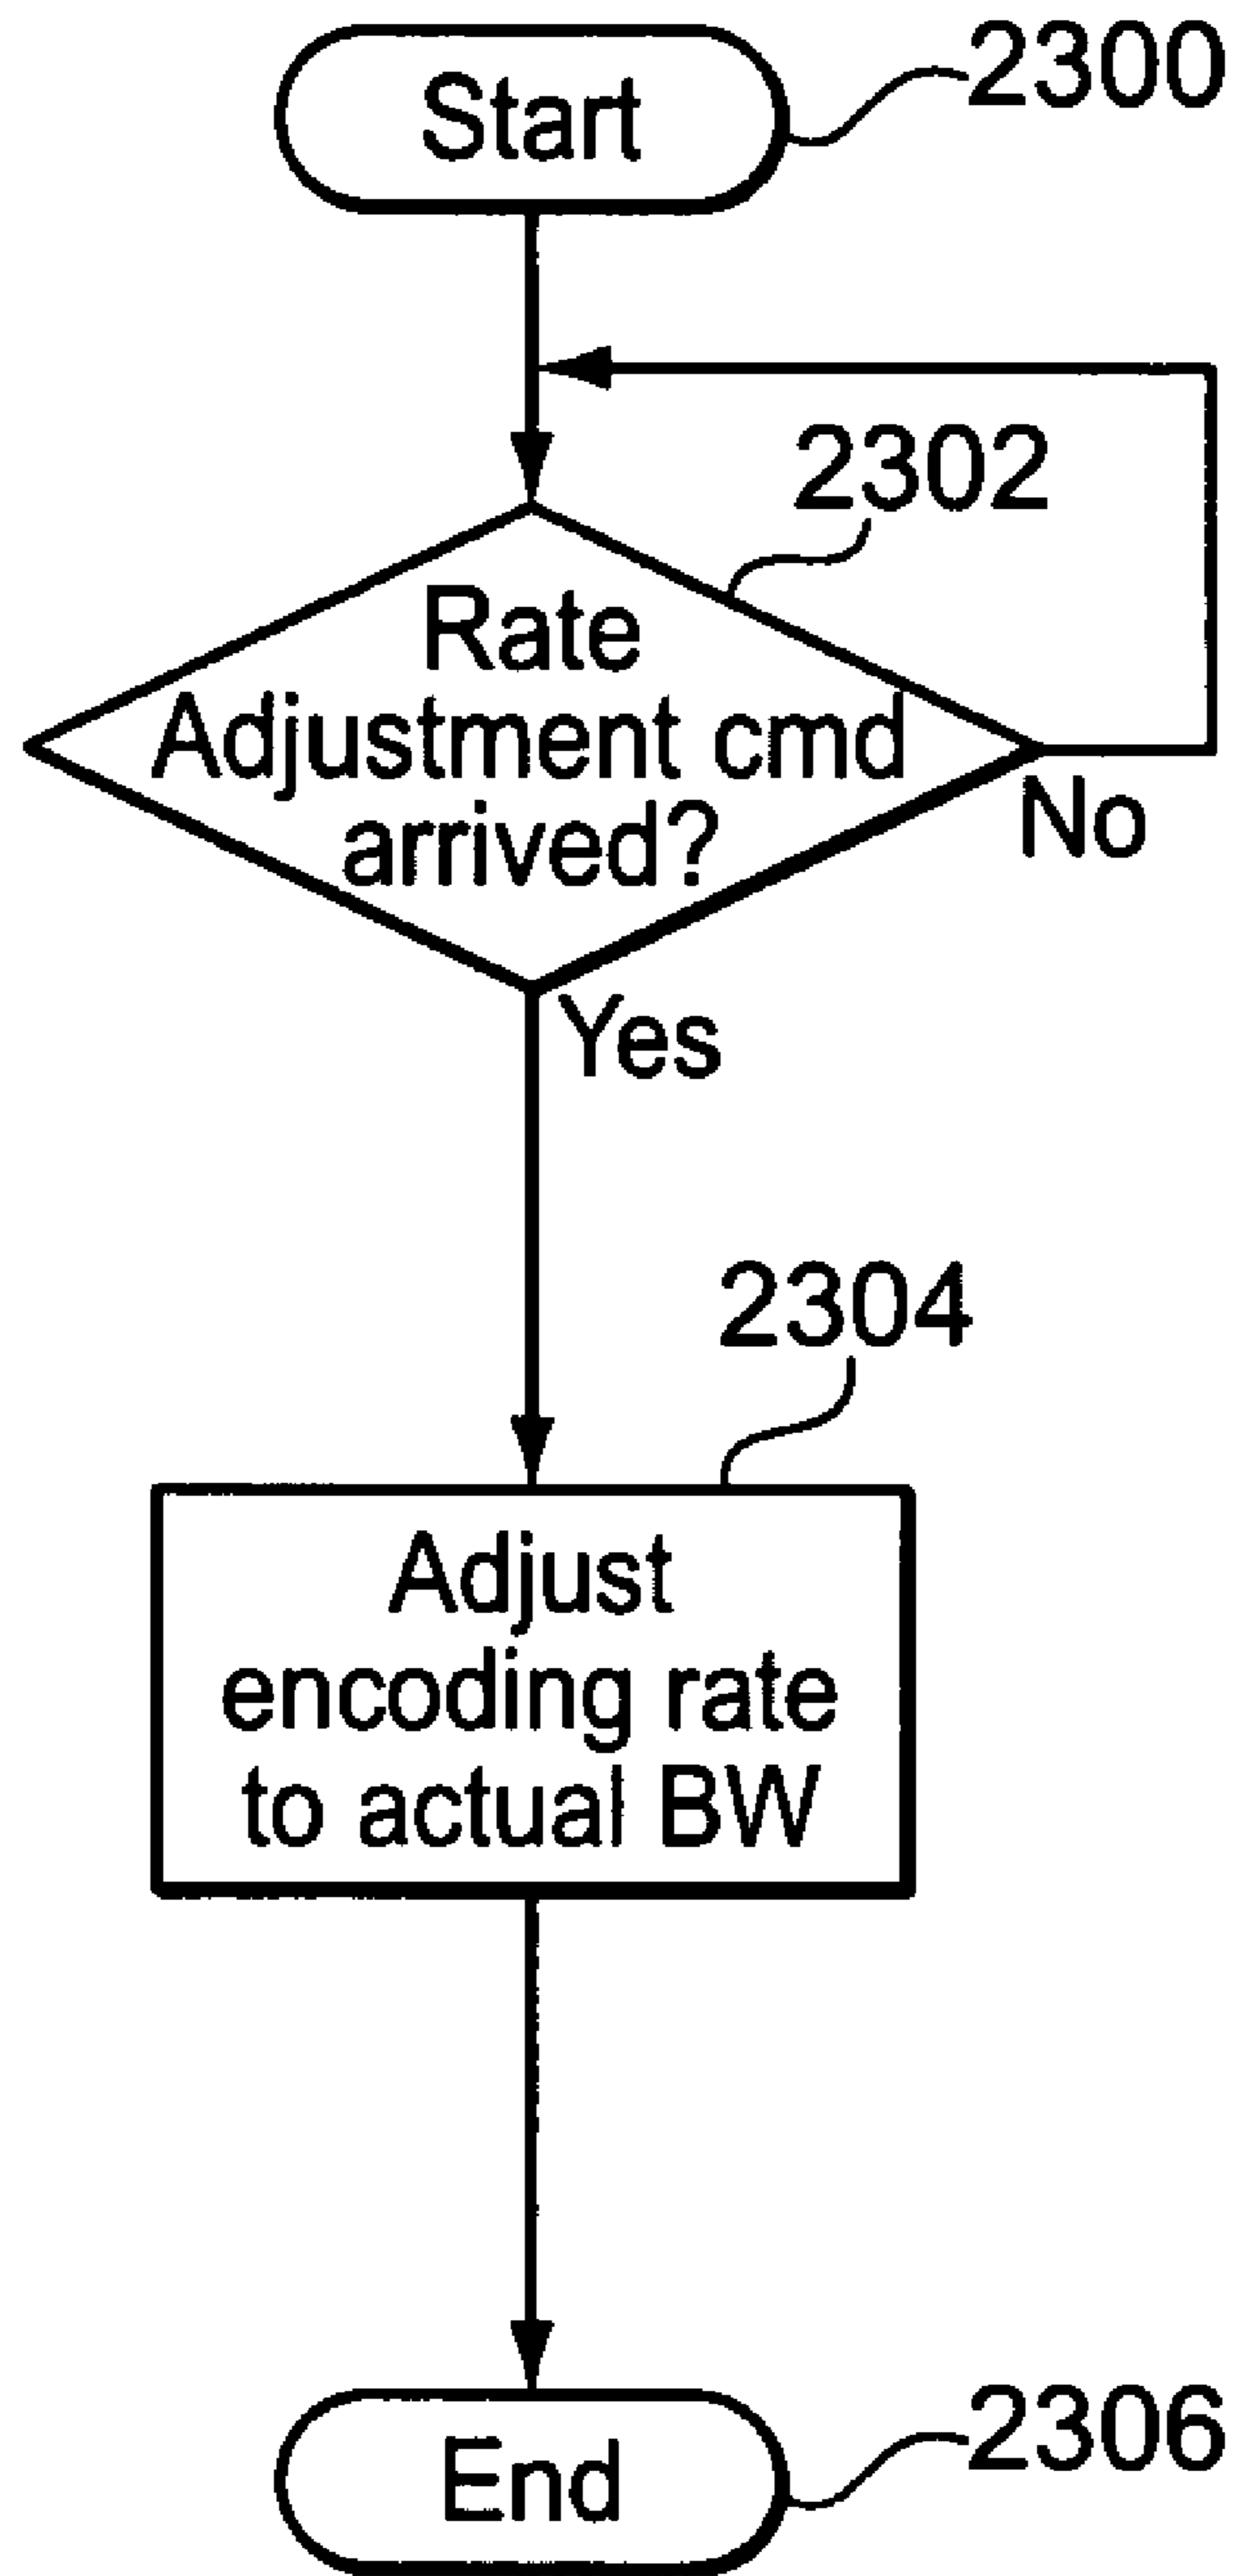 Start
2300
2302
Rate
Adjustment cmd
arrived?
No
Yes
2304
Adjust
encoding rate
to actual BW
End
2306